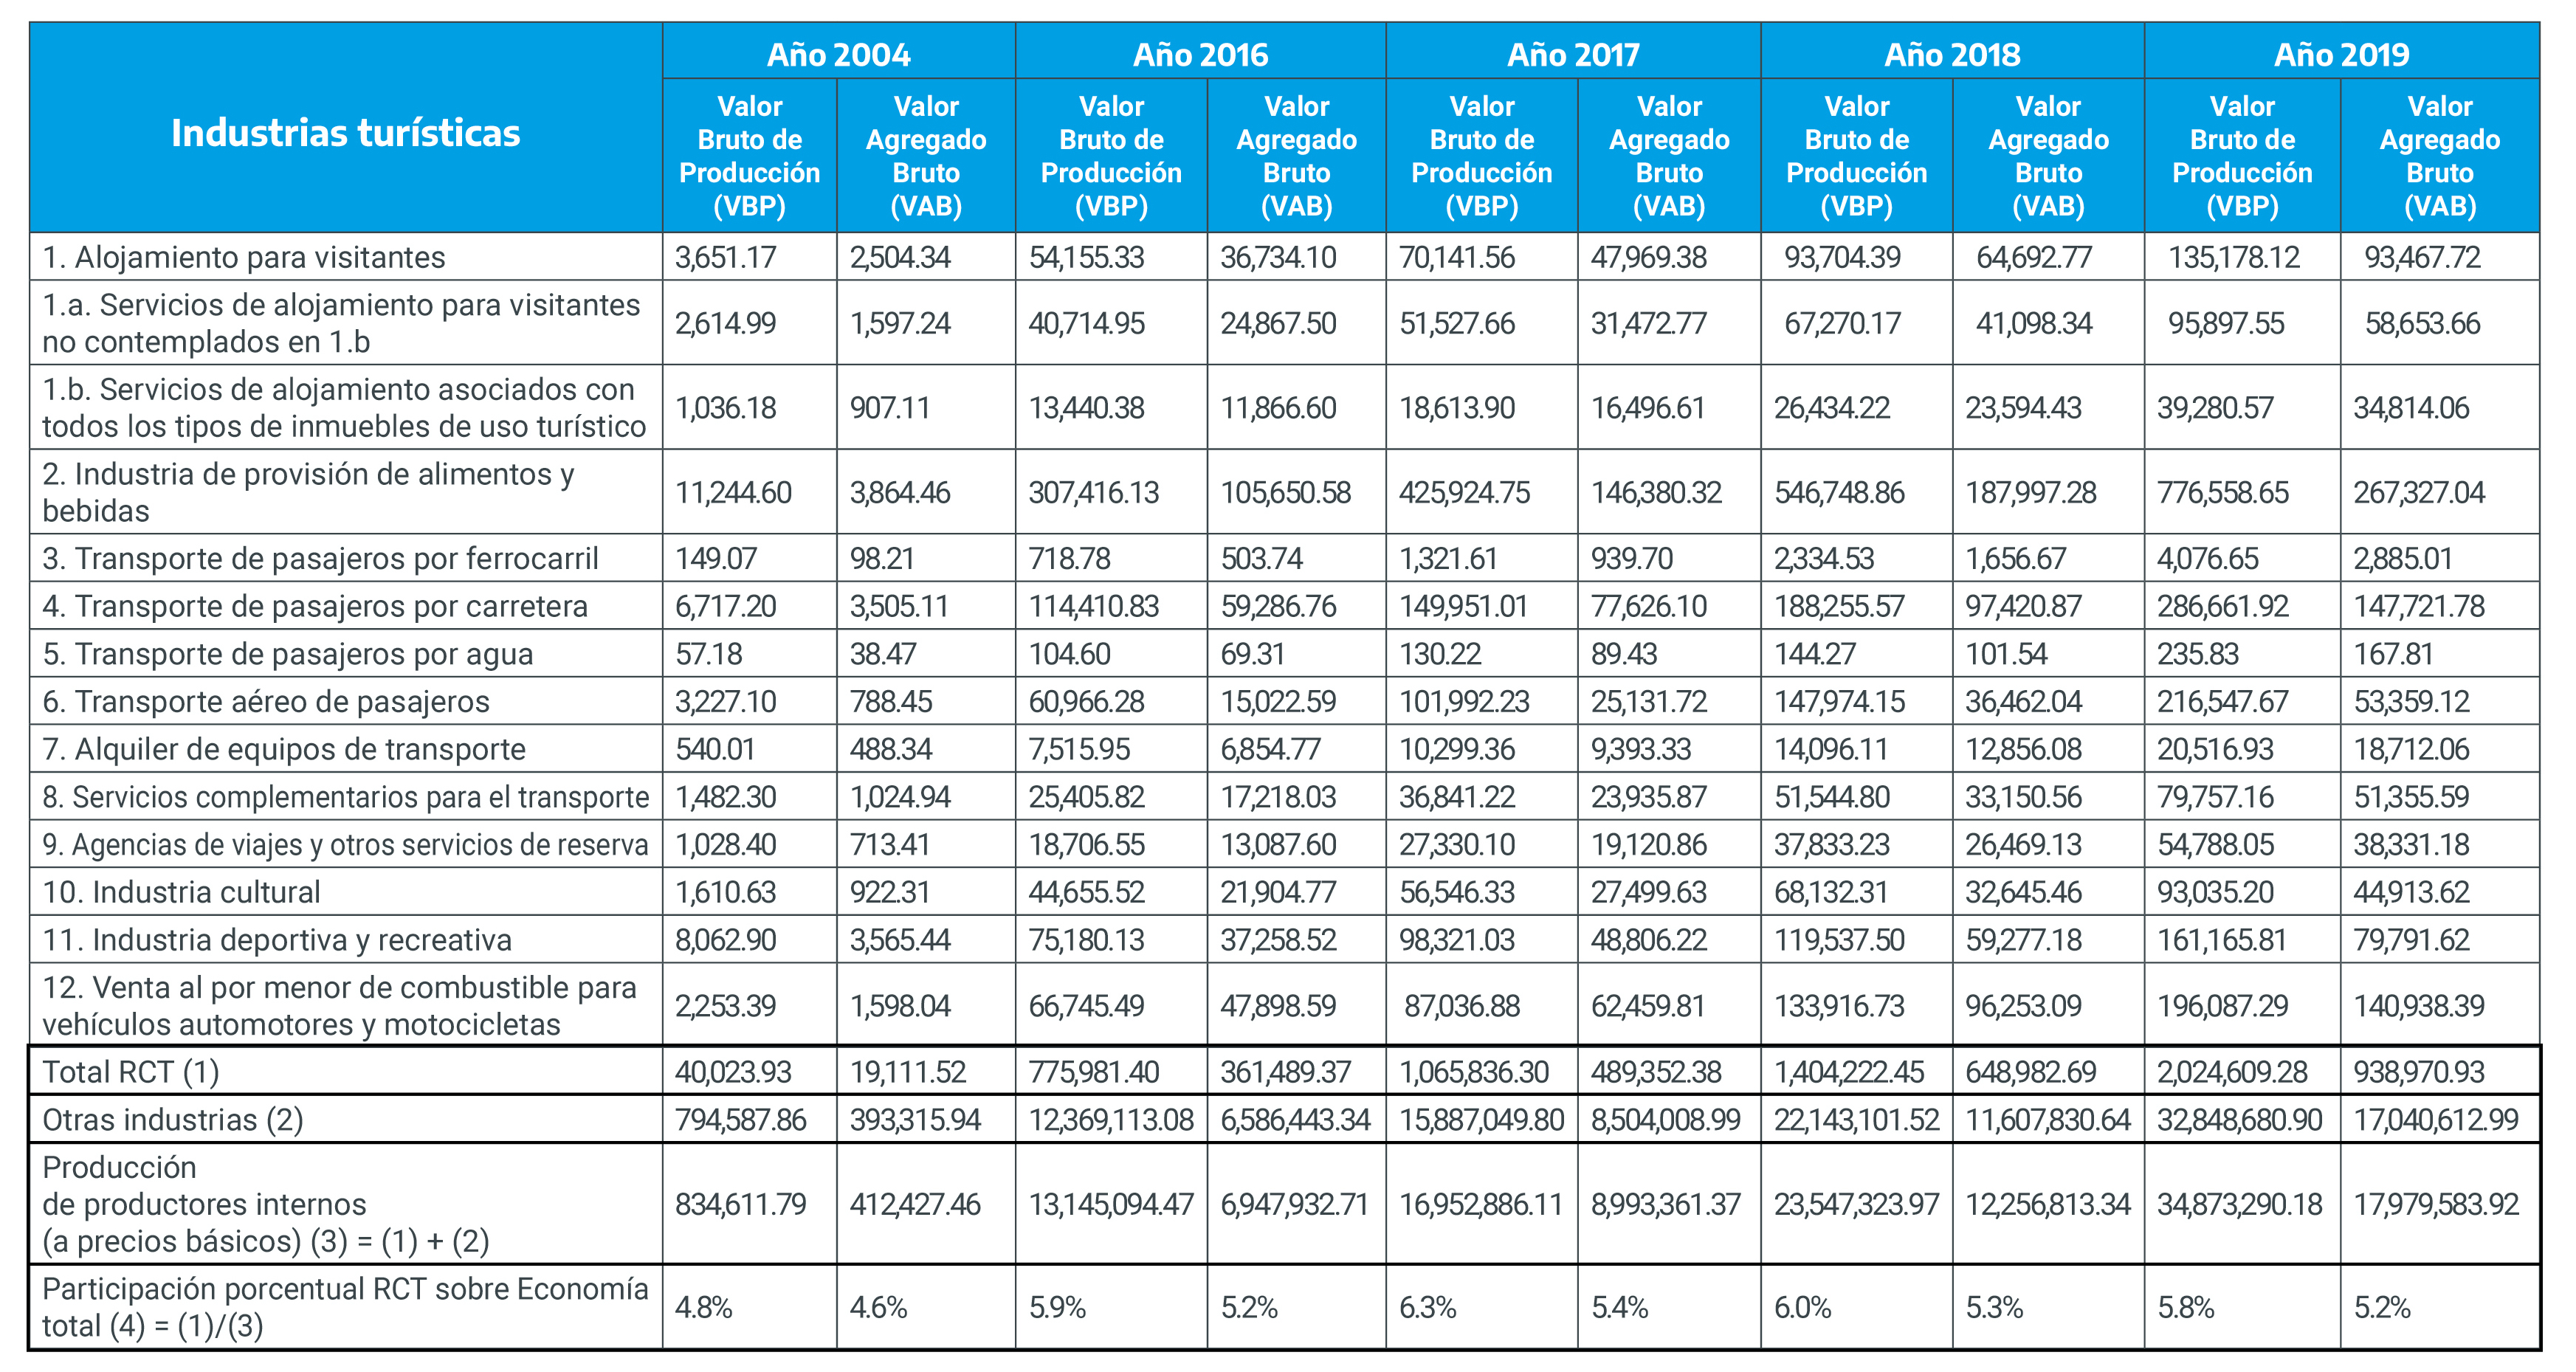 Industrias turísticas
Año 2004 Año 2016 Año 2017 Año 2018 Año 2019
Valor Valor Valor Valor Valor Valor Valor Valor Valor Valor
Bruto de Agregado Bruto de Agregado Bruto de Agregado Bruto de Agregado Bruto de Agregado
Producción Bruto Producción Bruto Producción Bruto Producción Bruto Producción Bruto
(VBP) (VAB) (VBP) (VAB) (VBP) (VAB) (VBP) (VAB) (VBP) (VAB)
1. Alojamiento para visitantes 3,651.17 2,504.34 54,155.33 36,734.10 70,141.56 47,969.38 93,704.39 64,692.77 135,178.12 93,467.72
1.a. Servicios de alojamiento para visitantes
no contemplados en 1.b 2,614.99 1,597.24 40,714.95 24,867.50 51,527.66 31,472.77 67,270.17 41,098.34 95,897.55 58,653.66
1.b. Servicios de alojamiento asociados con
todos los tipos de inmuebles de uso turístico 1,036.18 907.11 13,440.38 11,866.60 18,613.90 16,496.61 26,434.22 23,594.43 39,280.57 34,814.06
2. Industria de provisión de alimentos y
bebidas 11,244.60 3,864.46 307,416.13 105,650.58 425,924.75 146,380.32 546,748.86 187,997.28 776,558.65 267,327.04
3. Transporte de pasajeros por ferrocarril 149.07 98.21 718.78 503.74 1,321.61 939.70 2,334.53 1,656.67 4,076.65 2,885.01
4. Transporte de pasajeros por carretera 6,717.20 3,505.11 114,410.83 59,286.76 149,951.01 77,626.10 188,255.57 97,420.87 286,661.92 147,721.78
5. Transporte de pasajeros por agua 57.18 38.47 104.60 69.31 130.22 89.43 144.27 101.54 235.83 167.81
6. Transporte aéreo de pasajeros 3,227.10 788.45 60,966.28 15,022.59 101,992.23 25,131.72 147,974.15 36,462.04 216,547.67 53,359.12
7. Alquiler de equipos de transporte 540.01 488.34 7,515.95 6,854.77 10,299.36 9,393.33 14,096.11 12,856.08 20,516.93 18,712.06
8. Servicios complementarios para el transporte 1,482.30 1,024.94 25,405.82 17,218.03 36,841.22 23,935.87 51,544.80 33,150.56 79,757.16 51,355.59
9. Agencias de viajes y otros servicios de reserva 1,028.40 713.41 18,706.55 13,087.60 27,330.10 19,120.86 37,833.23 26,469.13 54,788.05 38,331.18
10. Industria cultural 1,610.63 922.31 44,655.52 21,904.77 56,546.33 27,499.63 68,132.31 32,645.46 93,035.20 44,913.62
11. Industria deportiva y recreativa 8,062.90 3,565.44 75,180.13 37,258.52 98,321.03 48,806.22 119,537.50 59,277.18 161,165.81 79,791.62
12. Venta al por menor de combustible para
vehículos automotores y motocicletas 2,253.39 1,598.04 66,745.49 47,898.59 87,036.88 62,459.81 133,916.73 96,253.09 196,087.29 140,938.39
Total RCT (1) 40,023.93 19,111.52 775,981.40 361,489.37 1,065,836.30 489,352.38 1,404,222.45 648,982.69 2,024,609.28 938,970.93
Otras industrias (2) 794,587.86 393,315.94 12,369,113.08 6,586,443.34 15,887,049.80 8,504,008.99 22,143,101.52 11,607,830.64 32,848,680.90 17,040,612.99
Producción
de productores internos 834,611.79 412,427.46 13,145,094.47 6,947,932.71 16,952,886.11 8,993,361.37 23,547,323.97 12,256,813.34 34,873,290.18 17,979,583.92
(a precios básicos) (3) = (1) + (2)
Participación porcentual RCT sobre Economía
total (4) = (1)/(3) 4.8% 4.6% 5.9% 5.2% 6.3% 5.4% 6.0% 5.3% 5.8% 5.2%